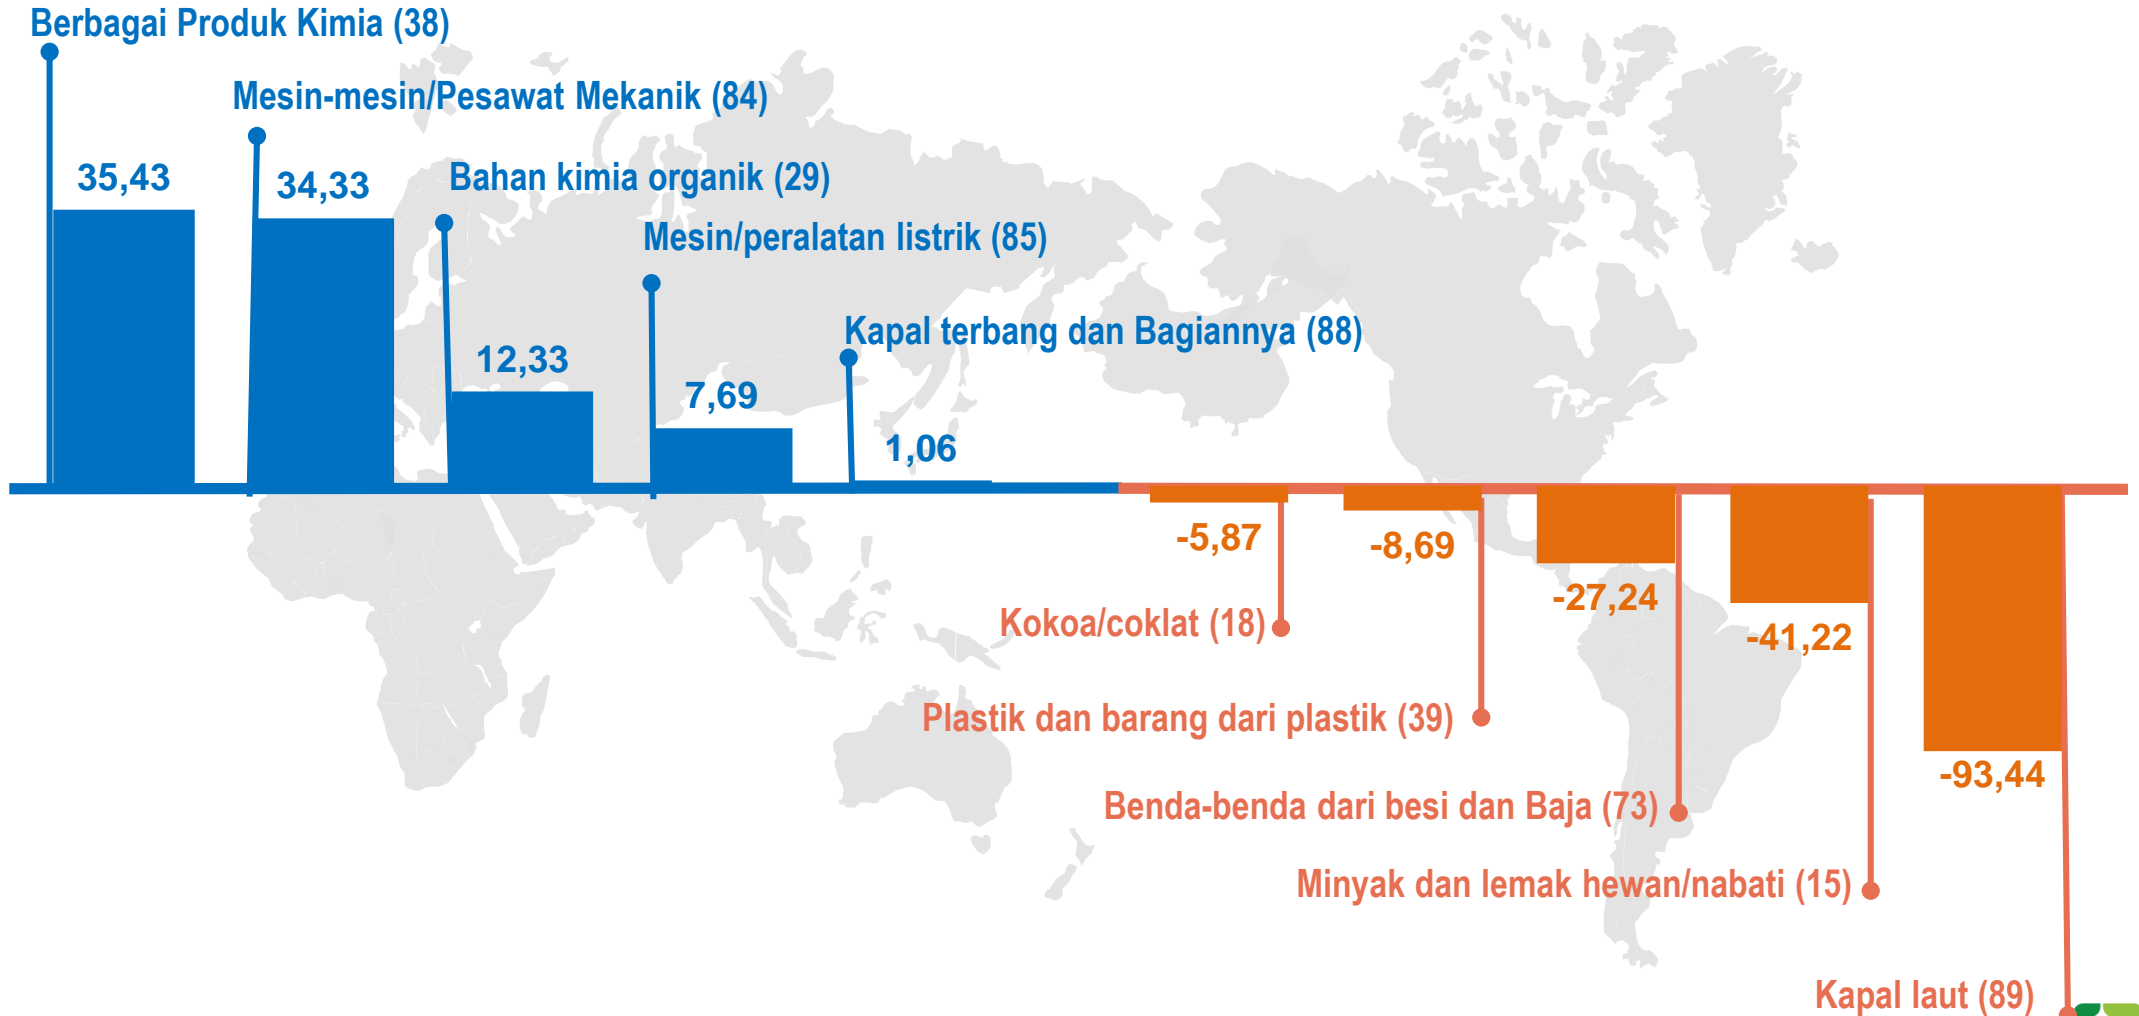 Berbagai Produk Kimia (38)
Mesin-mesin/Pesawat Mekanik (84)
35,43
34,33
Bahan kimia organik (29)
Mesin/peralatan listrik (85)
Kapal terbang dan Bagiannya (88)
12,33
7,69
1,06
-5,87
-8,69
-27,24
-41,22
-93,44
Kokoa/coklat (18)
Plastik dan barang dari plastik (39)
Benda-benda dari besi dan Baja (73)
Minyak dan lemak hewan/nabati (15)
Kapal laut (89)